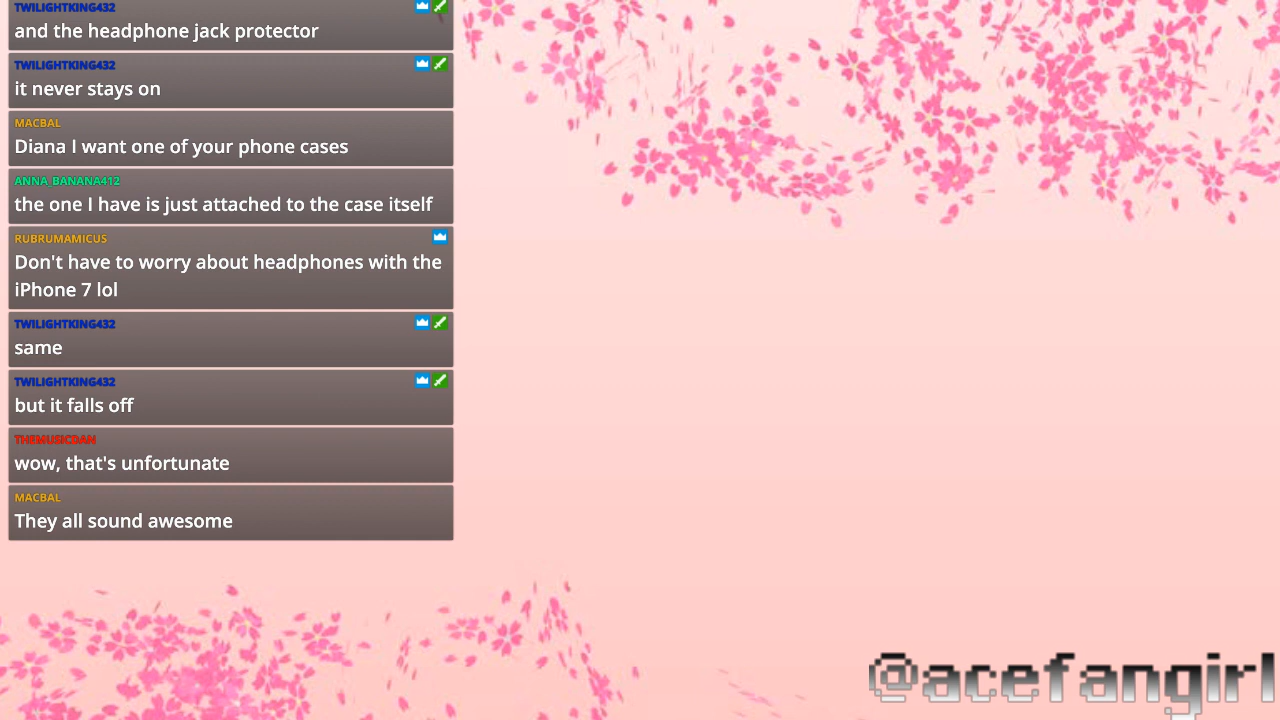 TWILIGHTKING432
and the headphone jack protector
TWILIGHTKING432
it never stays on
MACBAL
Diana I want one of your phone cases
ANNA_BANANA412
the one I have is just attached to the case itself
RUBRUMAMICUS
Don't have to worry about headphones with the
iPhone 7 lol
TWILIGHTKING432
same
TWILIGHTKING432
but it falls off
THEMUSICDAN
wow, that's unfortunate
MACBAL
They all sound awesome
@acefangirl